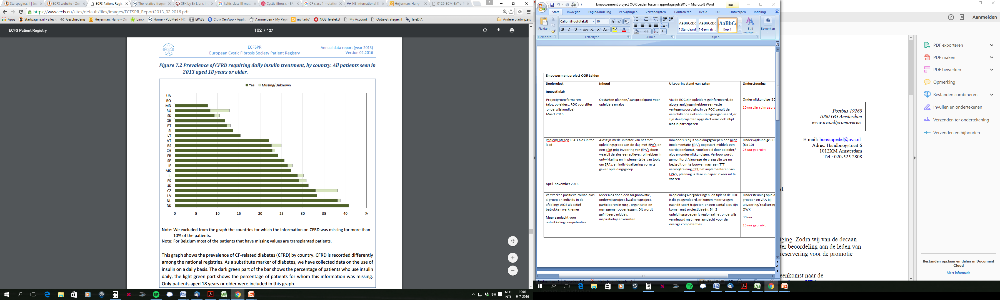 Startpagina.nl | Jou
ECFS website - Zo
ECFS Patient Regis
The relative freque
SFX by Ex Libris In
keltic class III muta
Cystic fibrosis - ER
CF class 1 mutatio
NS International B
Heijerman, Harry -
0129_ECM-ExTra_F
https://www.ecfs.eu/sites/default/files/images/ECFSPR_Report2013_02.2016.pdf
Apps
Startpagina.nl - alles
Geschiedenis
Heijerman, Harry - Ou
binck
Home - PubMed - NC
EPASS
Citrix XenApp - Applic
Aanmelden - My Page
my tado°
NOS Teletekst
My Account
Optie-strategie.nl
TeleDIA
Andere bladwijzers
ECFS Patient Registry
102 / 127
ECFSPR
European Cystic Fibrosis Society Patient Registry
Annual data report (year 2013)
Version 02.2016
Figure 7.2 Prevalence of CFRD requiring daily insulin treatment, by country. All patients seen in
2013 aged 18 years or older.
Yes Missing/Unknown
UA
RO
MD
RU
SK
GR
PT
SI
LT
AT
RS
CH
FR
SE
IE
MK
IL
ES
UK
CZ
LV
NL
DK
0 5 10 15 20 25 30 35 40 %
Note: We excluded from the graph the countries for which the information on CFRD was missing for more than
10% of the patients.
Note: For Belgium most of the patients that have missing values are transplanted patients.
This graph shows the prevalence of CF-related diabetes (CFRD) by country. CFRD is recorded differently
among the national registries. As a substitute marker of diabetes, we have collected data on the use of
insulin on a daily basis. The dark green part of the bar shows the percentage of patients who use insulin
daily, the light green part shows the percentage of patients for whom this information was missing.
Only patients aged 18 years or older were included in this graph.
NLD
INTL
19:01
9-7-2016
Empowerment project OOR Leiden tussen rapportage juli 2016 - Microsoft Word
Hul...
Start
Invoegen
Pagina-indeling
Verwijzingen
Verzendlijsten
Controleren
Beeld
PDF
Ontwerpen
Indeling
Plakken
Calibri (Hoofdtekst)
10
AaBbCcDc
¶ Standaard
AaBbCcDc
¶ Geen afs...
AaBbC
Kop 1
Stijl
wijzigen
Bewerken
Klembord
Lettertype
Alinea
Stijlen
Empowerment project OOR Leiden
Deelproject
Innovatielab
Inhoud
Uitvoering stand van zaken
Ondersteuning
Projectgroep formeren
(aios, opleiders, ROC voorzitter
onderwijskundige)
Maart 2016
Opstarten plannen/ aanspreekpunt voor
opleiders en aios
Via de ROC zijn opleiders geïnformeerd, de
aiosverenigingen hebben een vaste
vertegenwoordiging in de ROC vanuit de
verschillende ziekenhuizen georganiseerd, er
zijn deelprojecten opgestart waar ook altijd
aios in participeren.
Onderwijskundige (10
10 uur zijn ruim gebru
Implementeren EPA's aios in the
lead
April- november 2016
Aios zijn mede-initiator van het met
opleidingsgroep aan de slag met EPA's en
een pilot mbt invoering van EPA's doen
waarbij de aios een actieve, rol hebben in
ontwikkeling en implementatie van tools
om EPA's en individualisering vorm te
geven opleidingsgroep
Inmiddels is bij 3 opleidingsgroepen een pilot
implementatie EPA's opgestart middels een
startbijeenkomst, voorbereid door opleider/
aios en onderwijskundigen. Verloop wordt
gemonitord. Vanwege de vraag zijn we nu
bezig dit om te bouwen naar een TTT
vervolgtraining mbt het implementeren van
EPA's, planning is deze in najaar 2 keer uit te
voeren
Onderwijskundige 60
(6 x 10)
25 uur gebruikt
Versterken positieve rol van aios
al groep en individu in de
afdeling/ AIOS als actief
betrokken werknemer
Meer aandacht voor
ontwikkeling competenties
Meer aios doen een zorginnovatie,
onderwijsproject, kwaliteitsproject,
participeren in zorg , organisatie en
management-overleggen. Dit wordt
geïnitieerd middels
inspiratiebijeenkomsten
In opleidingsvergaderingen en tijdens de COC
is dit geagendeerd, er komen meer vragen
naar dit soort trajecten en een aantal aios zijn
komen met projectideeën. Bij 2
opleidingsgroepen is regionaal het onderwijs
vernieuwd met meer aandacht voor de
overige competenties.
Ondersteuning opleid
groepen en VAA bij
uitvoering/ realisering
OWK
30 uur
15 uur gebruikt
Aanmelden
Postbus 19268
1000 GG Amsterdam
www.uva.nl/promoveren
E-mail: bureaupedel@uva.nl
Adres: Handboogstraat 6
1012XM Amsterdam
Tel.: 020-525 2808
d.
iging. Zodra wij van de decaan
ter beoordeling aan de leden van
reservering voor de promotie
eenkomst naar de
PDF exporteren
PDF maken
PDF bewerken
Opmerking
Bestanden combineren
Invullen en ondertekenen
Verzenden ter ondertekening
Verzenden en bijhouden
Bestanden opslaan en delen in Document
Cloud
Meer informatie